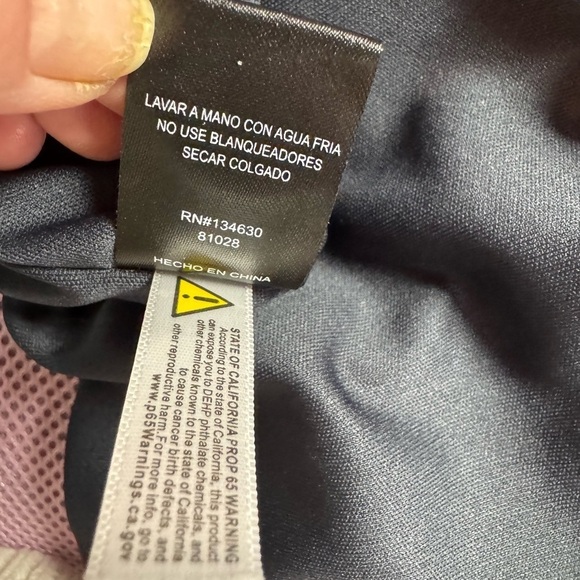 LAVAR A MANO CON AGUA FRIA
NO USE BLANQUEADORES
SECAR COLGADO
RN#134630
81028
HECHO EN CHINA
STATE OF CALIFORNIA PROP 65 WARNING
According to the state of California, this product
can expose you to DEHP phthalate chemicals, and
other chemicals known to the state of California
to cause cancer birth defects, and
other reproductive harm.For more info, go to
www.p65Warnings.ca.gov